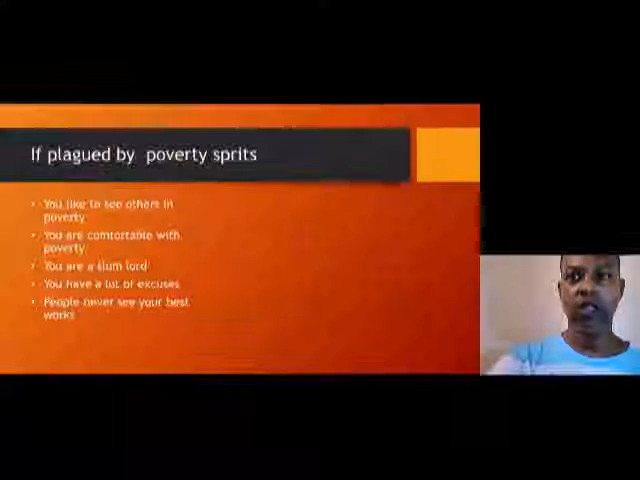 If plagued by poverty sprits
• You like to see others in
poverty
• You are comfortable with
poverty
• You are a slum lord
• You have a lot of excuses
• People never see your best
works